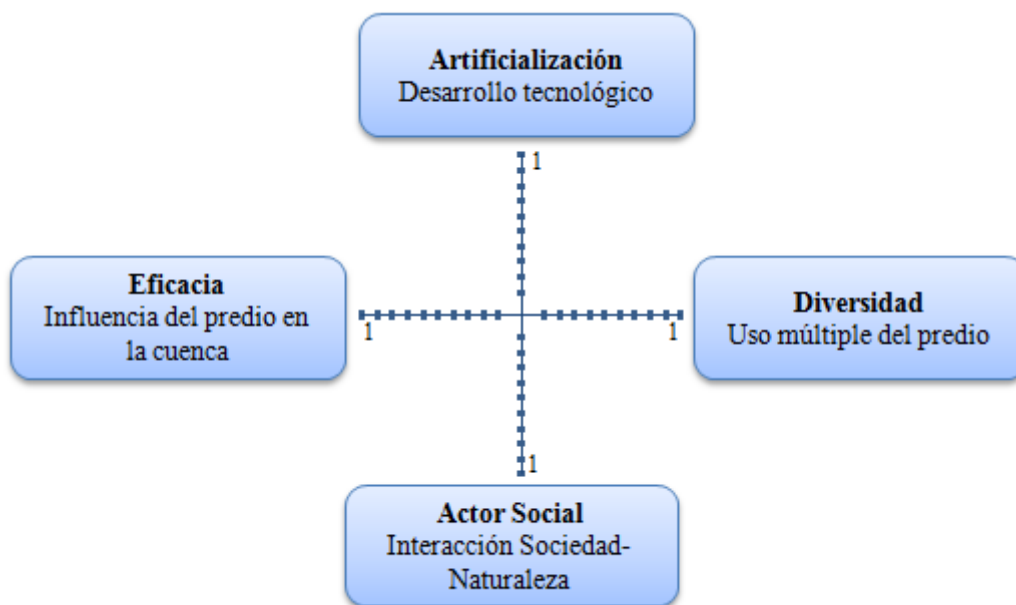 Artificialización
Desarrollo tecnológico
1
Eficacia
Influencia del predio en
la cuenca
1
1
Diversidad
Uso múltiple del predio
1
Actor Social
Interacción Sociedad-
Naturaleza